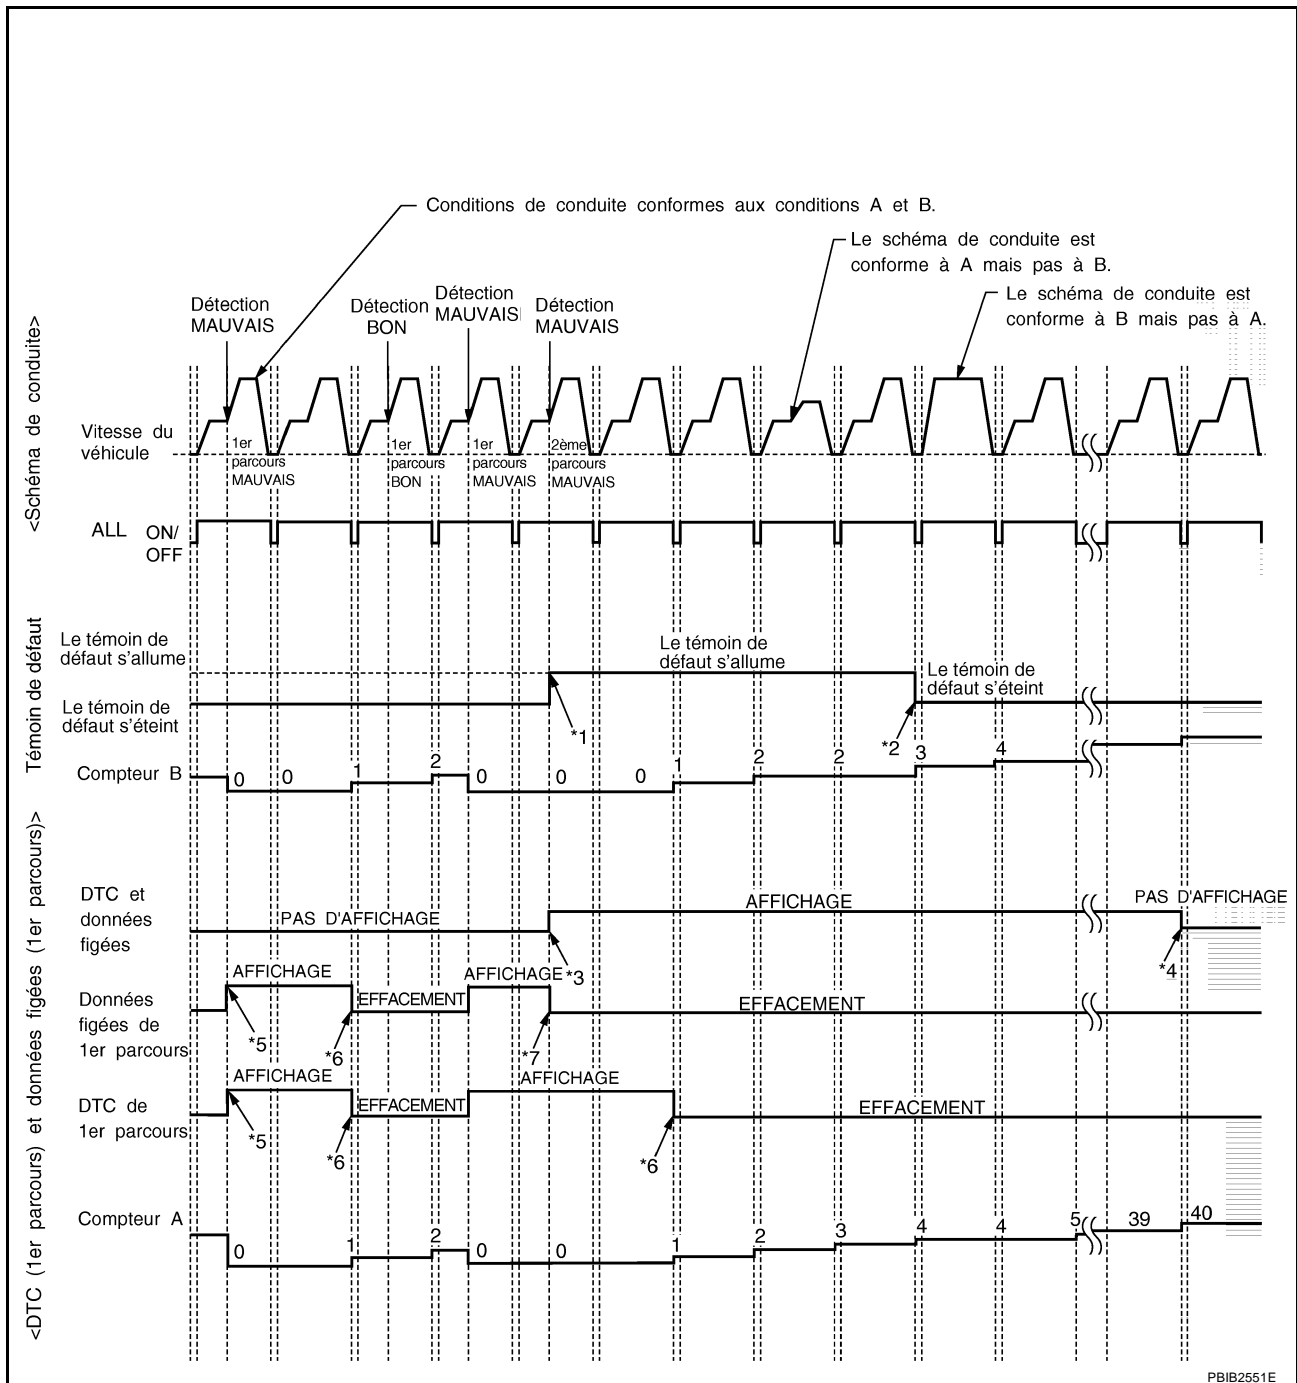 Conditions de conduite conformes aux conditions A et B.
Le schéma de conduite est
conforme à A mais pas à B.
Le schéma de conduite est
conforme à B mais pas à A.
Détection
MAUVAIS
Détection
BON
Détection
MAUVAIS
Détection
MAUVAIS
<Schéma de conduite>
Vitesse du
véhicule
1er
parcours
MAUVAIS
1er
parcours
BON
1er
parcours
MAUVAIS
2ème
parcours
MAUVAIS
ALL ON/
OFF
Témoin de défaut
Le témoin de
défaut s'allume
Le témoin de
défaut s'allume
Le témoin de
défaut s'éteint
Le témoin de
défaut s'éteint
*1
*2
Compteur B
0 0 1 2 0 0 0 1 2 2 3 4
<DTC (1er parcours) et données figées (1er parcours)>
DTC et
données
figées
PAS D'AFFICHAGE
AFFICHAGE
PAS D'AFFICHAGE
*3
*4
Données
figées de
1er parcours
AFFICHAGE
EFFACEMENT
AFFICHAGE
EFFACEMENT
*5
*6
*7
DTC de
1er parcours
AFFICHAGE
EFFACEMENT
AFFICHAGE
EFFACEMENT
*5
*6
*6
Compteur A
0 1 2 0 0 1 2 3 4 4 5 39 40
PBIB2551E